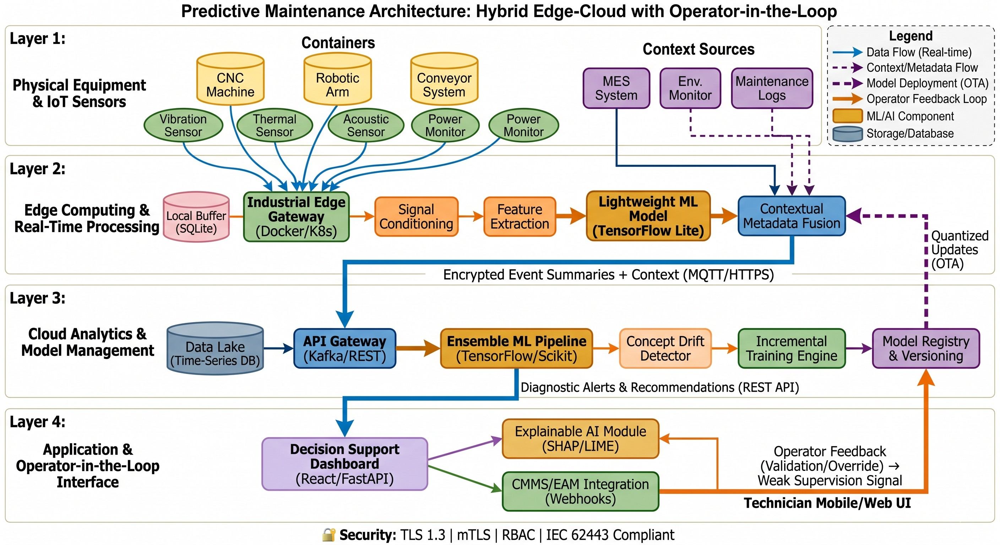 Predictive Maintenance Architecture: Hybrid Edge-Cloud with Operator-in-the-Loop
Layer 1:
Physical Equipment
& IoT Sensors
Containers
CNC
Machine
Robotic
Arm
Conveyor
System
Vibration
Sensor
Thermal
Sensor
Acoustic
Sensor
Power
Monitor
Power
Monitor
Context Sources
MES
System
Env.
Monitor
Maintenance
Logs
Legend
Data Flow (Real-time)
Context/Metadata Flow
Model Deployment (OTA)
Operator Feedback Loop
ML/AI Component
Storage/Database
Layer 2:
Edge Computing &
Real-Time Processing
Local Buffer
(SQLite)
Industrial Edge
Gateway
(Docker/K8s)
Signal
Conditioning
Feature
Extraction
Lightweight ML
Model
(TensorFlow Lite)
Contextual
Metadata Fusion
Quantized
Updates
(OTA)
Encrypted Event Summaries + Context (MQTT/HTTPS)
Layer 3:
Cloud Analytics &
Model Management
Data Lake
(Time-Series DB)
API Gateway
(Kafka/REST)
Ensemble ML Pipeline
(TensorFlow/Scikit)
Concept Drift
Detector
Incremental
Training Engine
Model Registry
& Versioning
Diagnostic Alerts & Recommendations (REST API)
Layer 4:
Application &
Operator-in-the-Loop
Interface
Decision Support
Dashboard
(React/FastAPI)
Explainable AI Module
(SHAP/LIME)
CMMS/EAM Integration
(Webhooks)
Operator Feedback
(Validation/Override) →
Weak Supervision Signal
Technician Mobile/Web UI
Security: TLS 1.3 | mTLS | RBAC | IEC 62443 Compliant